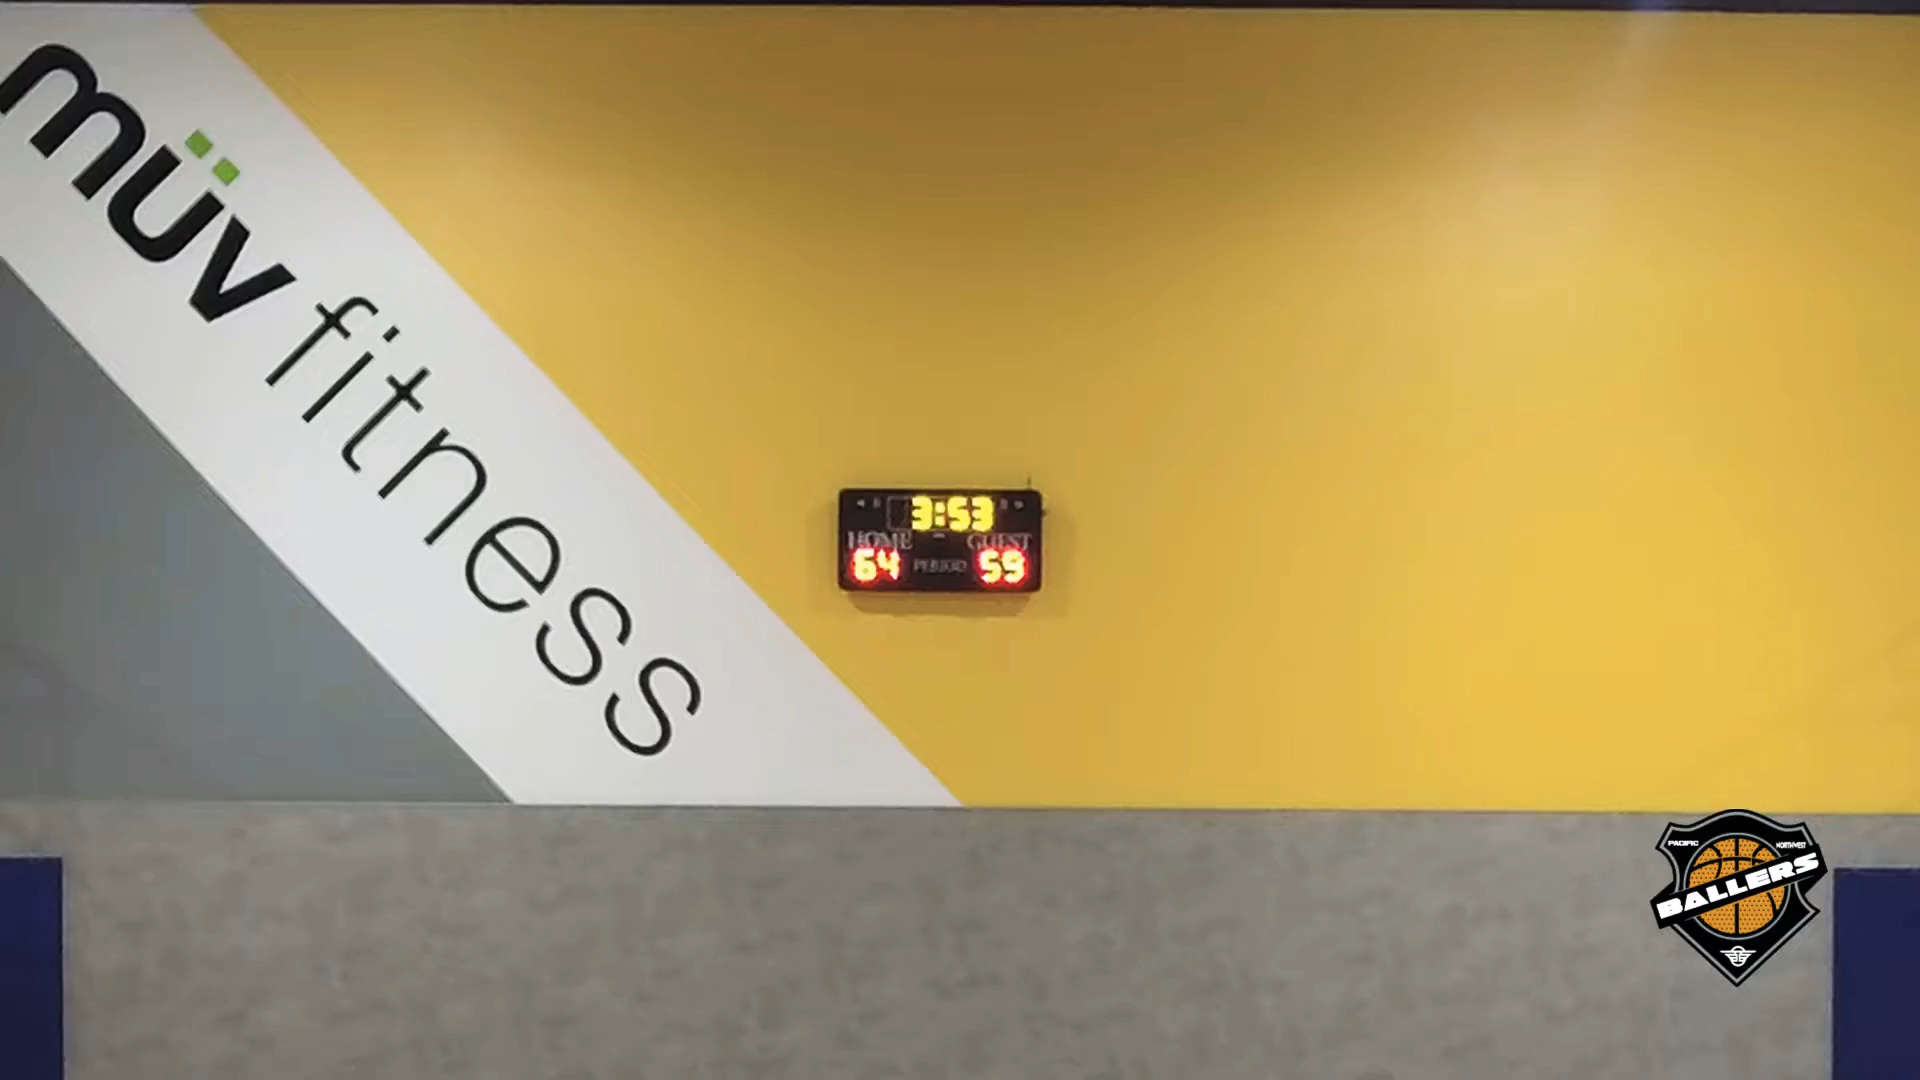 müv fitness
3:53
HOME GUEST
64 PERIOD 59
PACIFIC NORTHWEST
BALLERS